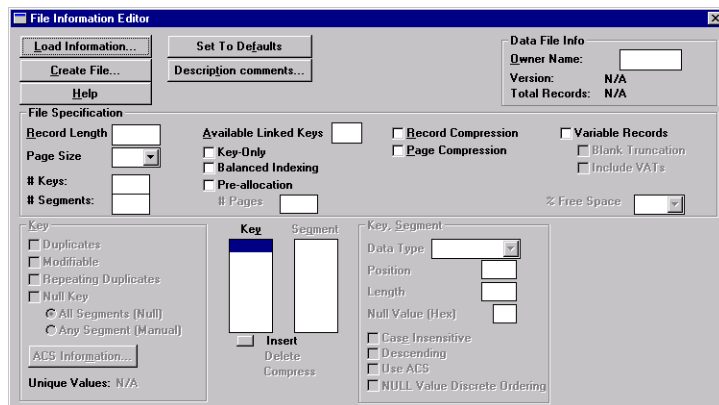 File Information Editor
Load Information...
Set To Defaults
Create File...
Description comments...
Help
Data File Info
Owner Name:
Version: N/A
Total Records: N/A
File Specification
Record Length
Available Linked Keys
Record Compression
Variable Records
Page Size
Key-Only
Page Compression
Blank Truncation
Balanced Indexing
Include VATs
# Keys:
Pre-allocation
# Segments:
# Pages
% Free Space
Key
Duplicates
Modifiable
Repeating Duplicates
Null Key
All Segments (Null)
Any Segment (Manual)
ACS Information...
Unique Values: N/A
Key Segment
Insert
Delete
Compress
Key, Segment
Data Type
Position
Length
Null Value (Hex)
Case Insensitive
Descending
Use ACS
NULL Value Discrete Ordering